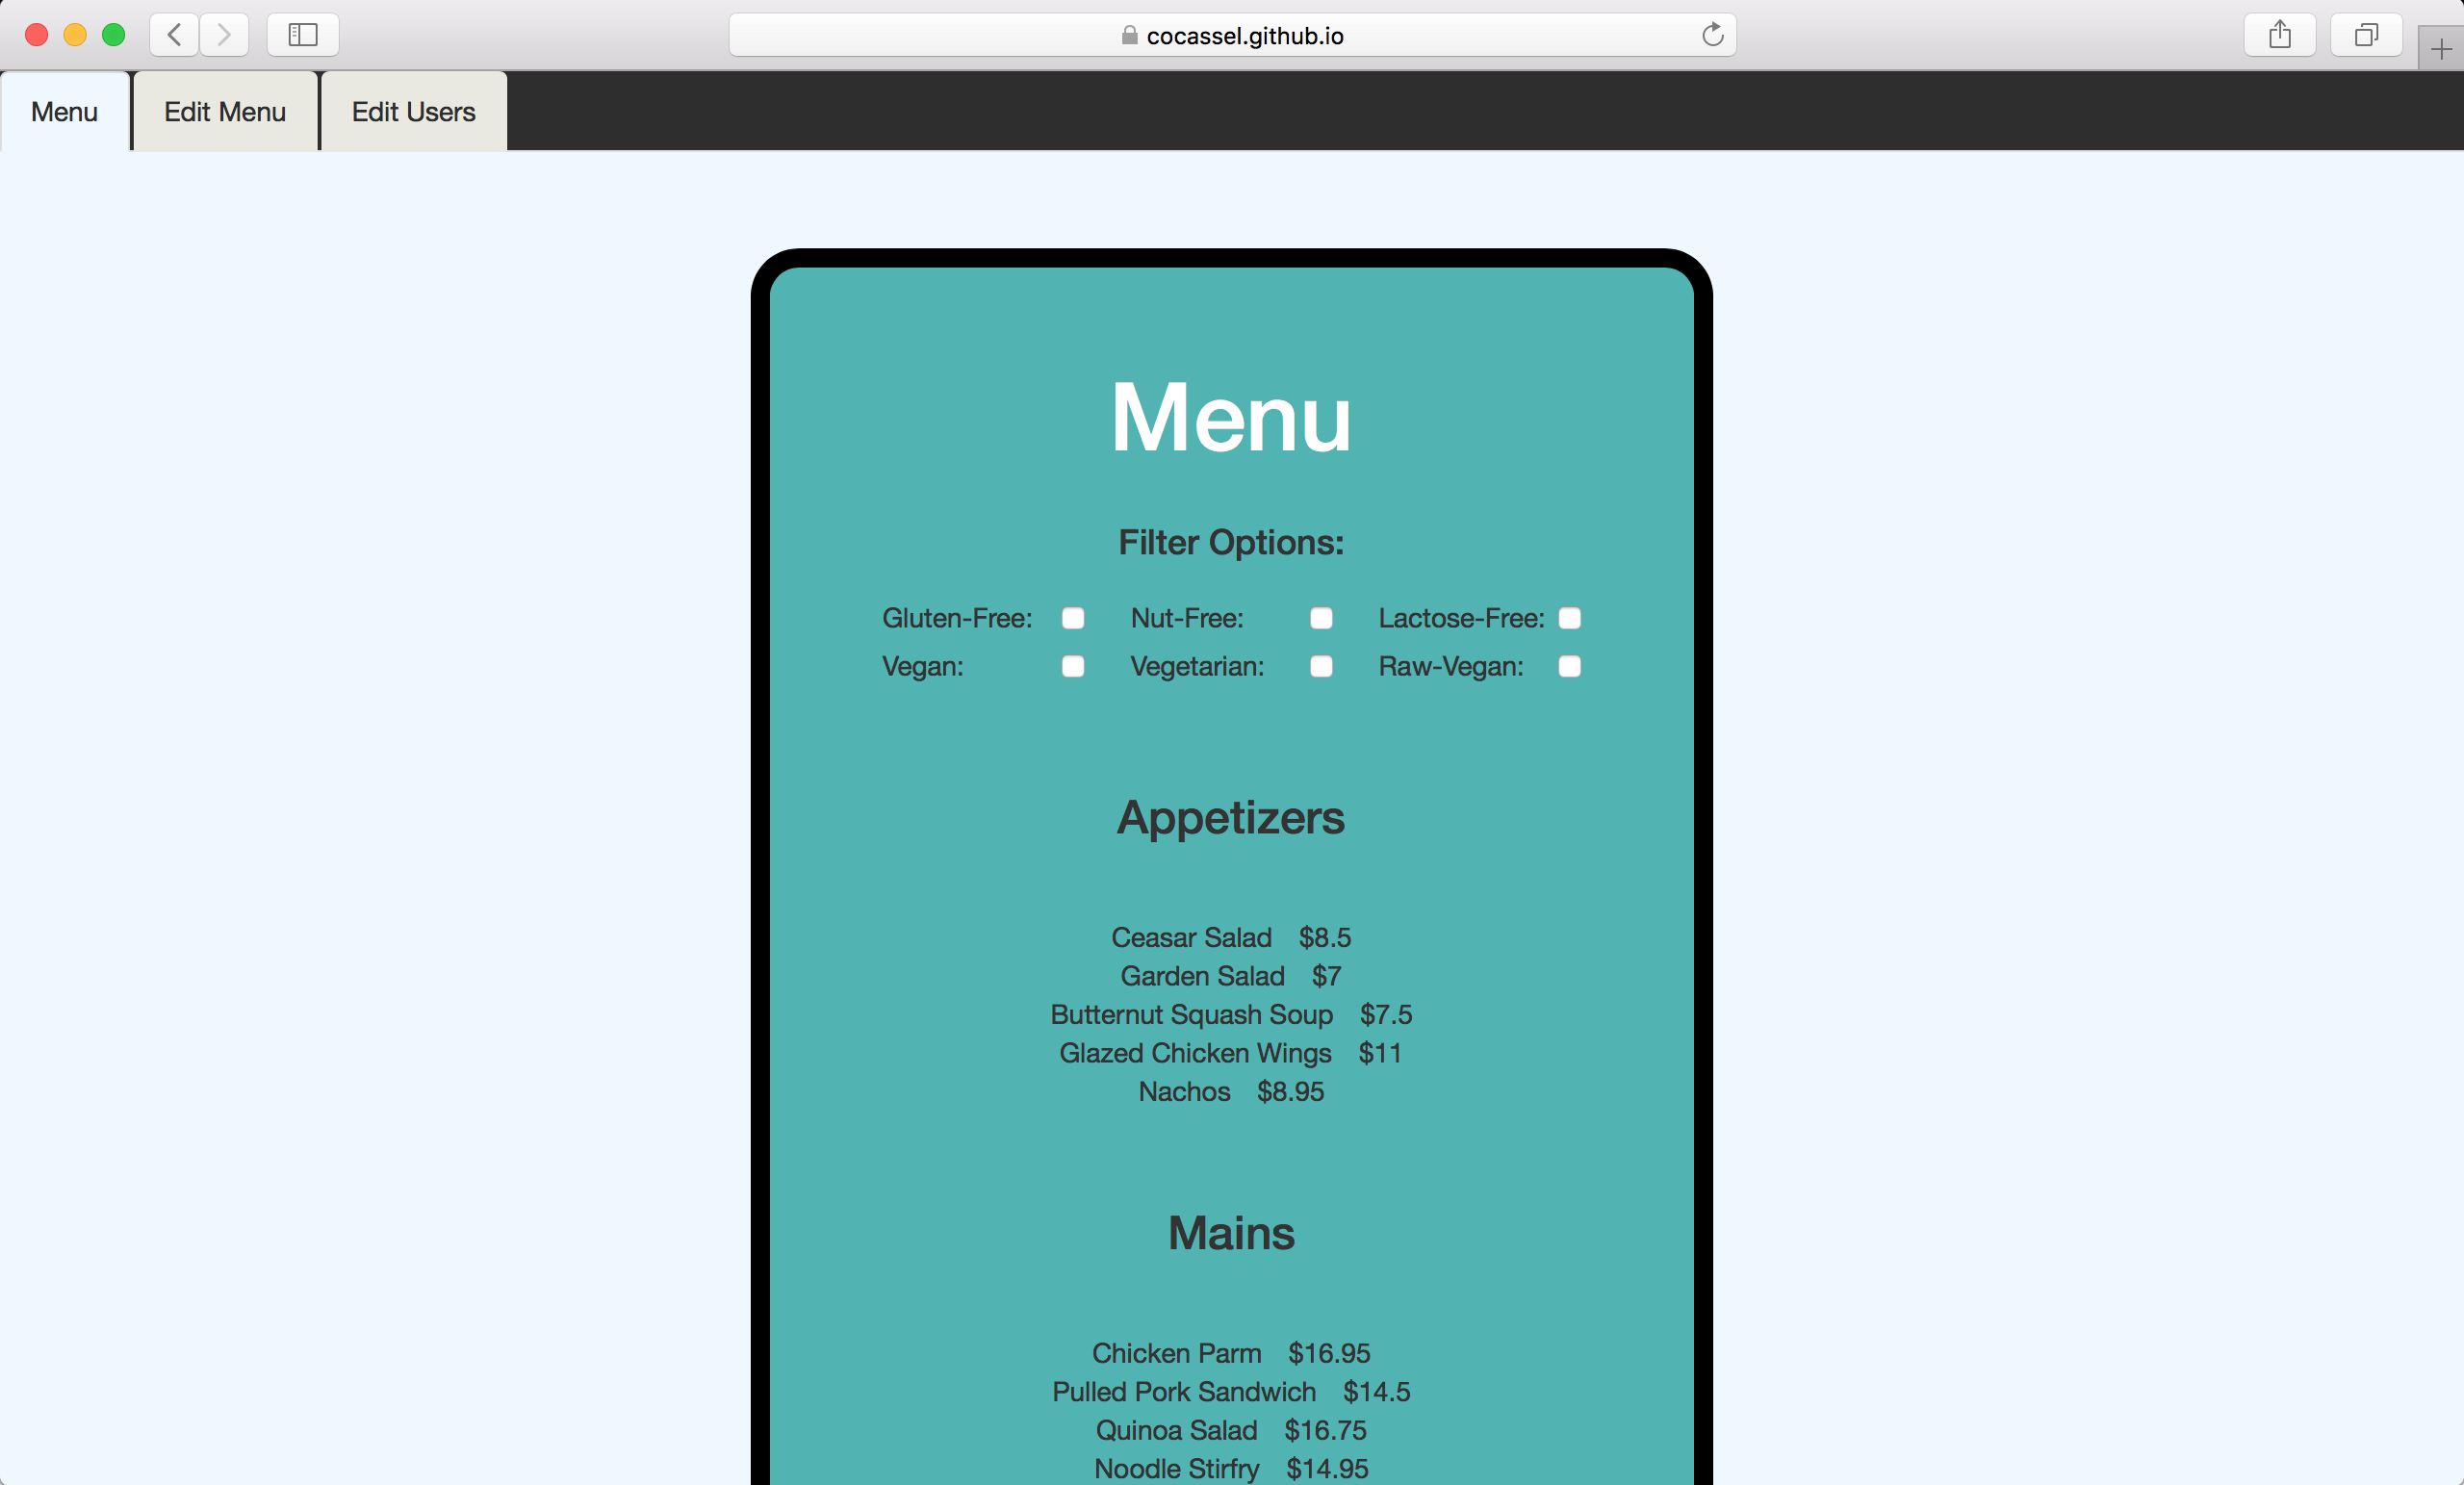 cocassel.github.io
Menu Edit Menu Edit Users
Menu
Filter Options:
Gluten-Free: Nut-Free: Lactose-Free:
Vegan: Vegetarian: Raw-Vegan:
Appetizers
Ceasar Salad $8.5
Garden Salad $7
Butternut Squash Soup $7.5
Glazed Chicken Wings $11
Nachos $8.95
Mains
Chicken Parm $16.95
Pulled Pork Sandwich $14.5
Quinoa Salad $16.75
Noodle Stirfry $14.95